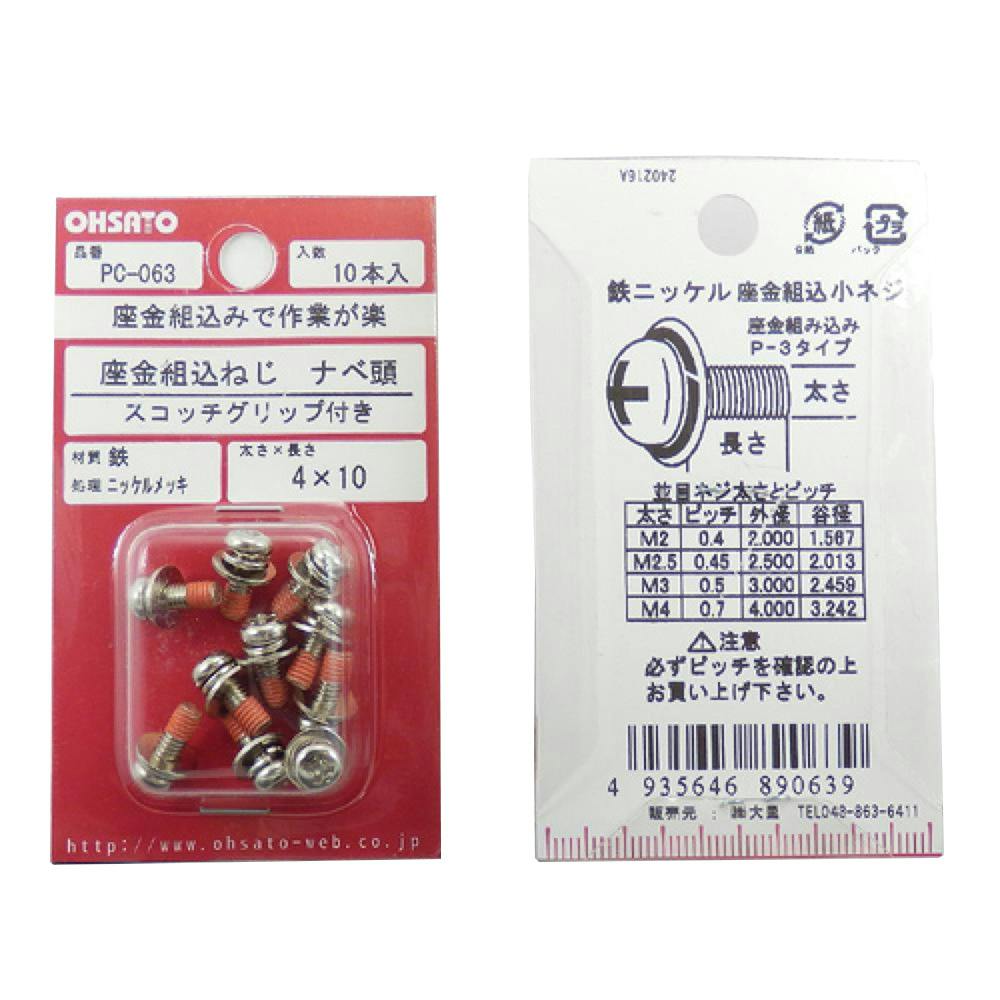 OHSATO
品番
PC-063
入数
10本入
座金組込みで作業が楽
座金組込ねじ ナベ頭
スコッチグリップ付き
材質 鉄
処理 ニッケルメッキ
太さ×長さ
4×10
http://www.ohsato-web.co.jp
240216A
紙
台紙
プラ
パック
鉄ニッケル 座金組込小ネジ
座金組み込み
P-3タイプ
太さ
長さ
並目ネジ太さとピッチ
太さ ピッチ 外径 谷径
M2 0.4 2.000 1.567
M2.5 0.45 2.500 2.013
M3 0.5 3.000 2.459
M4 0.7 4.000 3.242
注意
必ずピッチを確認の上
お買い上げ下さい。
4 935646 890639
販売元 : ㈱大里 TEL048-863-6411